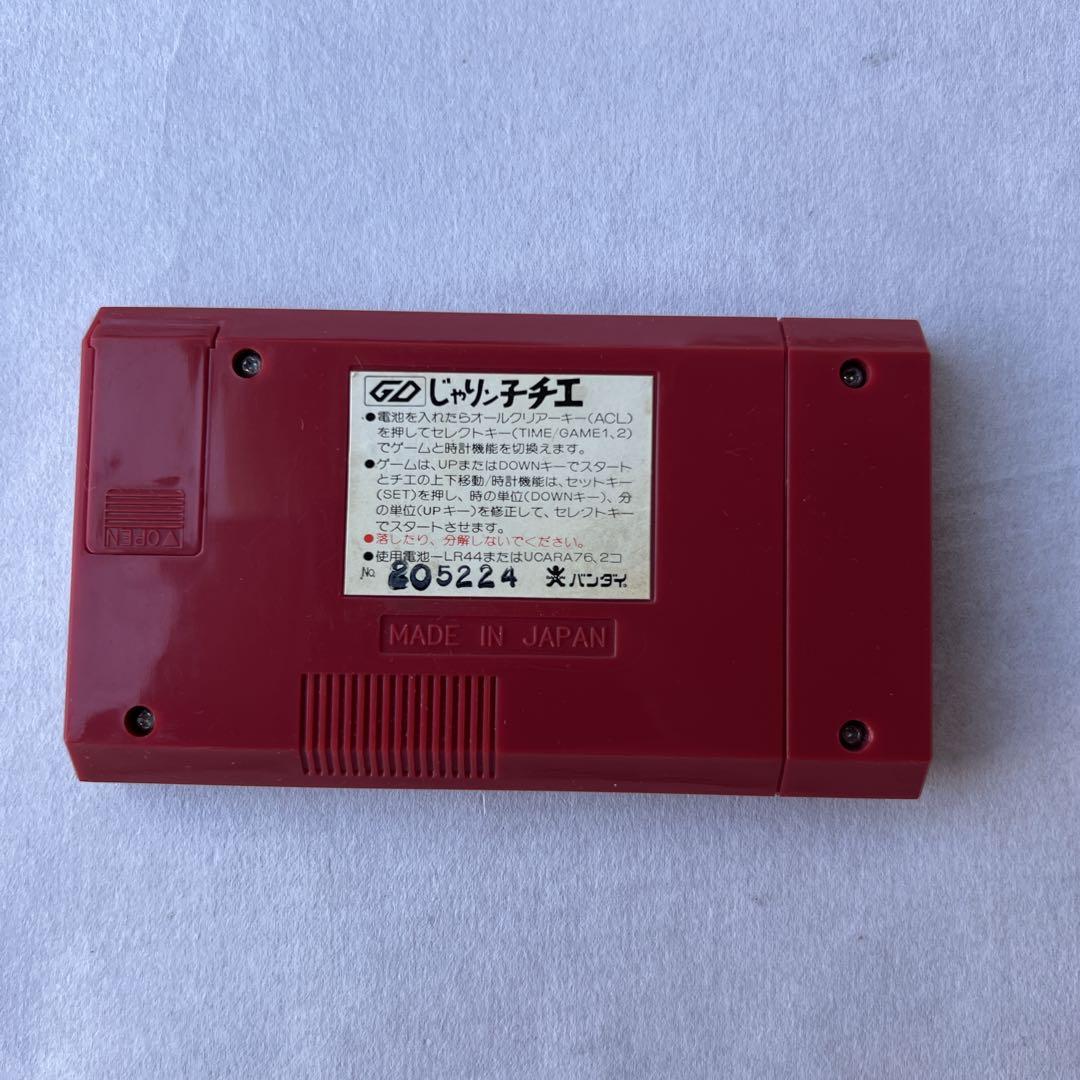 GD じゃりン子チエ
●電池を入れたらオールクリアーキー(ACL)
を押してセレクトキー(TIME/GAME1、2)
でゲームと時計機能を切換えます。
●ゲームは、UPまたはDOWNキーでスタート
とチエの上下移動/時計機能は、セットキー
(SET)を押し、時の単位(DOWNキー)、分
の単位(UPキー)を修正して、セレクトキー
でスタートさせます。
●落したり、分解しないでください。
●使用電池ーLR44またはUCARA76、2コ
No. 205224 バンダイ
▽OPEN
MADE IN JAPAN